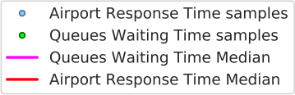 Airport Response Time samples
Queues Waiting Time samples
Queues Waiting Time Median
Airport Response Time Median